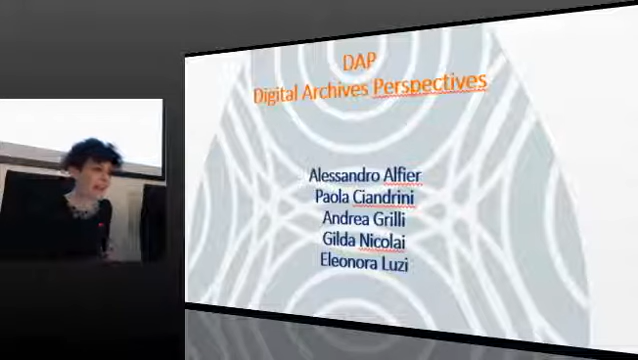 DAP
Digital Archives Perspectives
Alessandro Alfier
Paola Ciandrini
Andrea Grilli
Gilda Nicolai
Eleonora Luzi